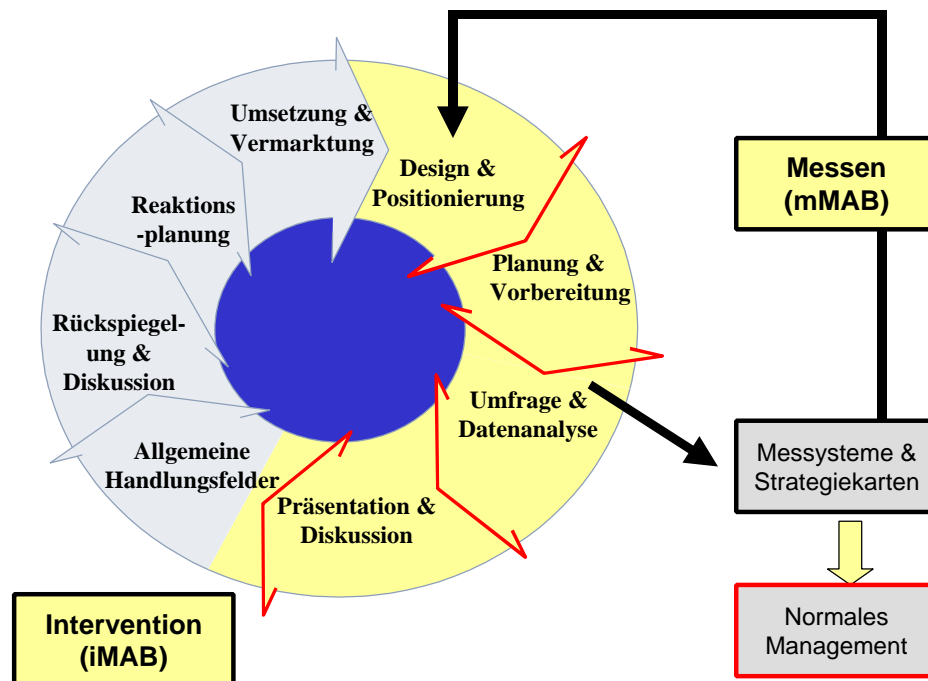 Umsetzung &
Vermarktung
Design &
Positionierung
Messen
(mMAB)
Reaktions
-planung
Planung &
Vorbereitung
Rückspiegel-
ung &
Diskussion
Umfrage &
Datenanalyse
Allgemeine
Handlungsfelder
Messysteme &
Strategiekarten
Präsentation &
Diskussion
Intervention
(iMAB)
Normales
Management